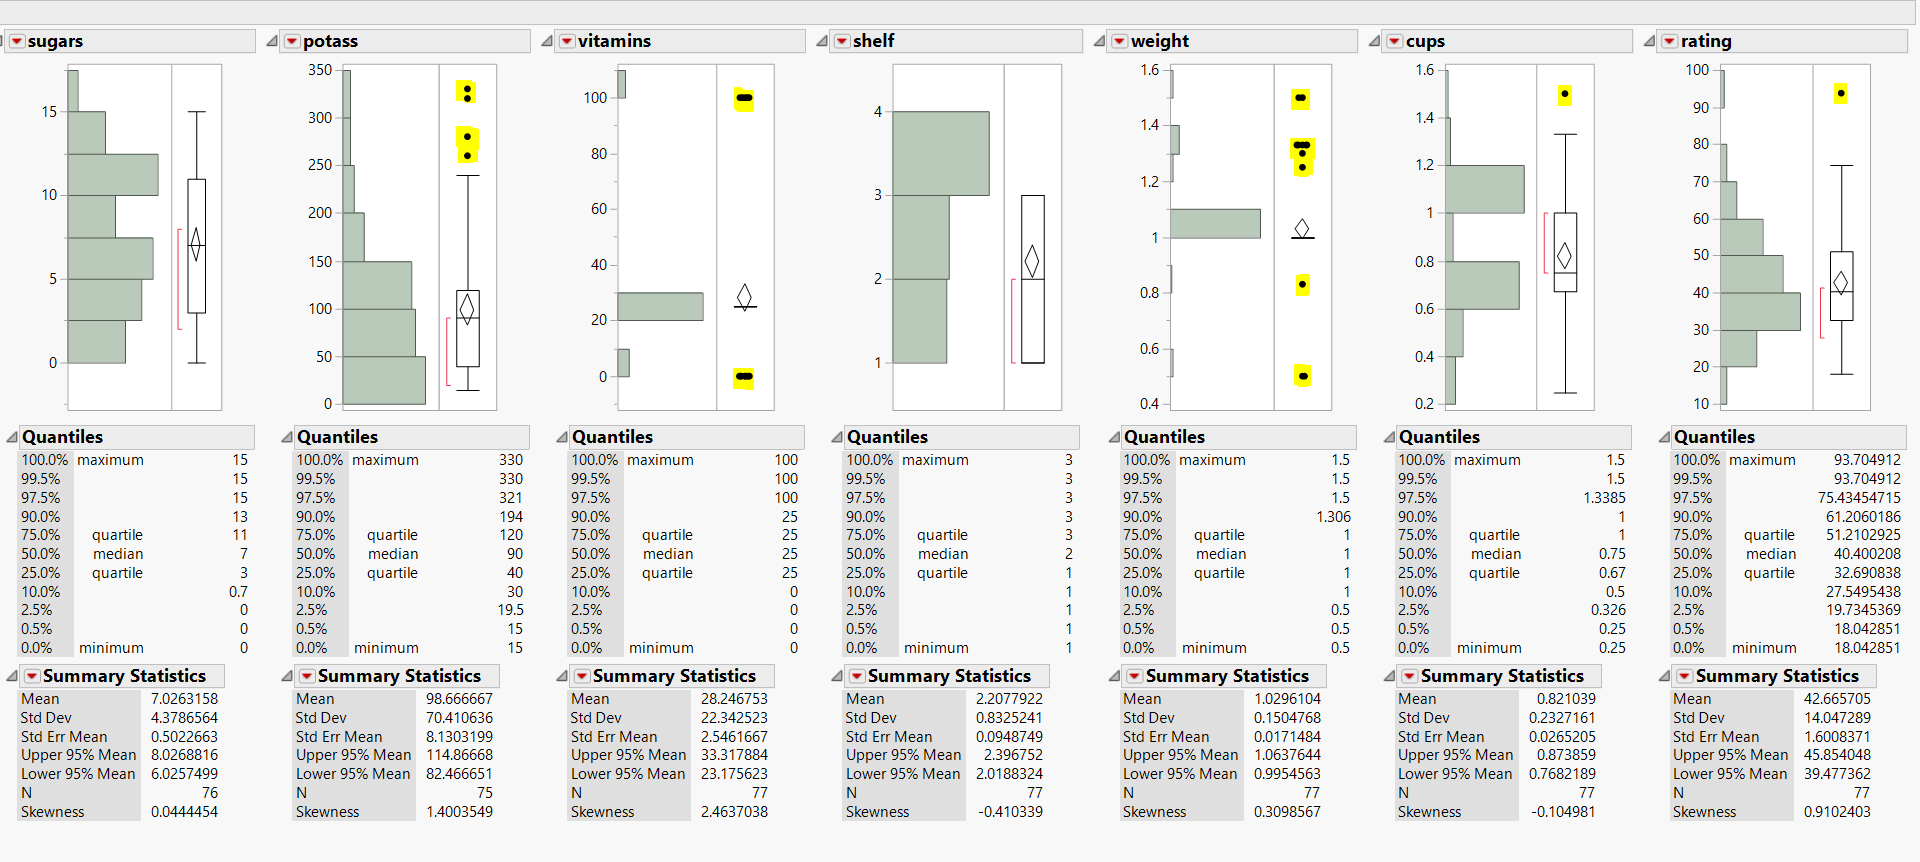 sugars
15
10
5
0
Quantiles
100.0% maximum 15
99.5% 15
97.5% 15
90.0% 13
75.0% quartile 11
50.0% median 7
25.0% quartile 3
10.0% 0.7
2.5% 0
0.5% 0
0.0% minimum 0
Summary Statistics
Mean 7.0263158
Std Dev 4.3786564
Std Err Mean 0.5022663
Upper 95% Mean 8.0268816
Lower 95% Mean 6.0257499
N 76
Skewness 0.0444454
potass
350
300
250
200
150
100
50
0
Quantiles
100.0% maximum 330
99.5% 330
97.5% 321
90.0% 194
75.0% quartile 120
50.0% median 90
25.0% quartile 40
10.0% 30
2.5% 19.5
0.5% 15
0.0% minimum 15
Summary Statistics
Mean 98.666667
Std Dev 70.410636
Std Err Mean 8.1303199
Upper 95% Mean 114.86668
Lower 95% Mean 82.466651
N 75
Skewness 1.4003549
vitamins
100
80
60
40
20
0
Quantiles
100.0% maximum 100
99.5% 100
97.5% 100
90.0% 25
75.0% quartile 25
50.0% median 25
25.0% quartile 25
10.0% 0
2.5% 0
0.5% 0
0.0% minimum 0
Summary Statistics
Mean 28.246753
Std Dev 22.342523
Std Err Mean 2.5461667
Upper 95% Mean 33.317884
Lower 95% Mean 23.175623
N 77
Skewness 2.4637038
shelf
4
3
2
1
Quantiles
100.0% maximum 3
99.5% 3
97.5% 3
90.0% 3
75.0% quartile 3
50.0% median 2
25.0% quartile 1
10.0% 1
2.5% 1
0.5% 1
0.0% minimum 1
Summary Statistics
Mean 2.2077922
Std Dev 0.8325241
Std Err Mean 0.0948749
Upper 95% Mean 2.396752
Lower 95% Mean 2.0188324
N 77
Skewness -0.410339
weight
1.6
1.4
1.2
1
0.8
0.6
0.4
Quantiles
100.0% maximum 1.5
99.5% 1.5
97.5% 1.5
90.0% 1.306
75.0% quartile 1
50.0% median 1
25.0% quartile 1
10.0% 1
2.5% 0.5
0.5% 0.5
0.0% minimum 0.5
Summary Statistics
Mean 1.0296104
Std Dev 0.1504768
Std Err Mean 0.0171484
Upper 95% Mean 1.0637644
Lower 95% Mean 0.9954563
N 77
Skewness 0.3098567
cups
1.6
1.4
1.2
1
0.8
0.6
0.4
0.2
Quantiles
100.0% maximum 1.5
99.5% 1.5
97.5% 1.3385
90.0% 1
75.0% quartile 1
50.0% median 0.75
25.0% quartile 0.67
10.0% 0.5
2.5% 0.326
0.5% 0.25
0.0% minimum 0.25
Summary Statistics
Mean 0.821039
Std Dev 0.2327161
Std Err Mean 0.0265205
Upper 95% Mean 0.873859
Lower 95% Mean 0.7682189
N 77
Skewness -0.104981
rating
100
90
80
70
60
50
40
30
20
10
Quantiles
100.0% maximum 93.704912
99.5% 93.704912
97.5% 75.43454715
90.0% 61.2060186
75.0% quartile 51.2102925
50.0% median 40.400208
25.0% quartile 32.690838
10.0% 27.5495438
2.5% 19.7345369
0.5% 18.042851
0.0% minimum 18.042851
Summary Statistics
Mean 42.665705
Std Dev 14.047289
Std Err Mean 1.6008371
Upper 95% Mean 45.854048
Lower 95% Mean 39.477362
N 77
Skewness 0.9102403